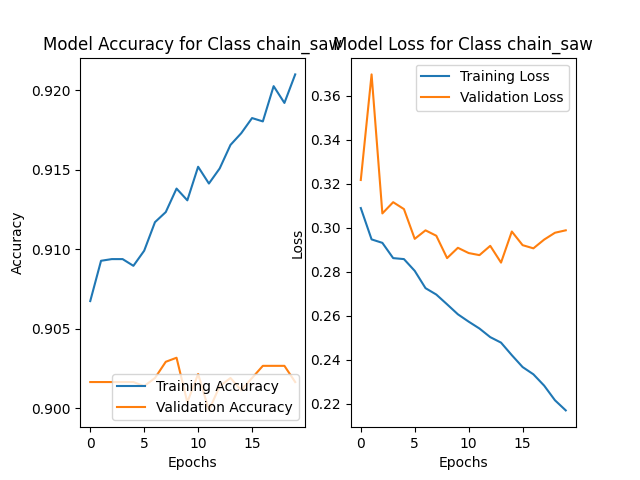 Model Accuracy for Class chain_saw
Accuracy
0.920
0.915
0.910
0.905
0.900
Training Accuracy
Validation Accuracy
0 5 10 15
Epochs
Model Loss for Class chain_saw
Loss
0.36
0.34
0.32
0.30
0.28
0.26
0.24
0.22
Training Loss
Validation Loss
0 5 10 15
Epochs